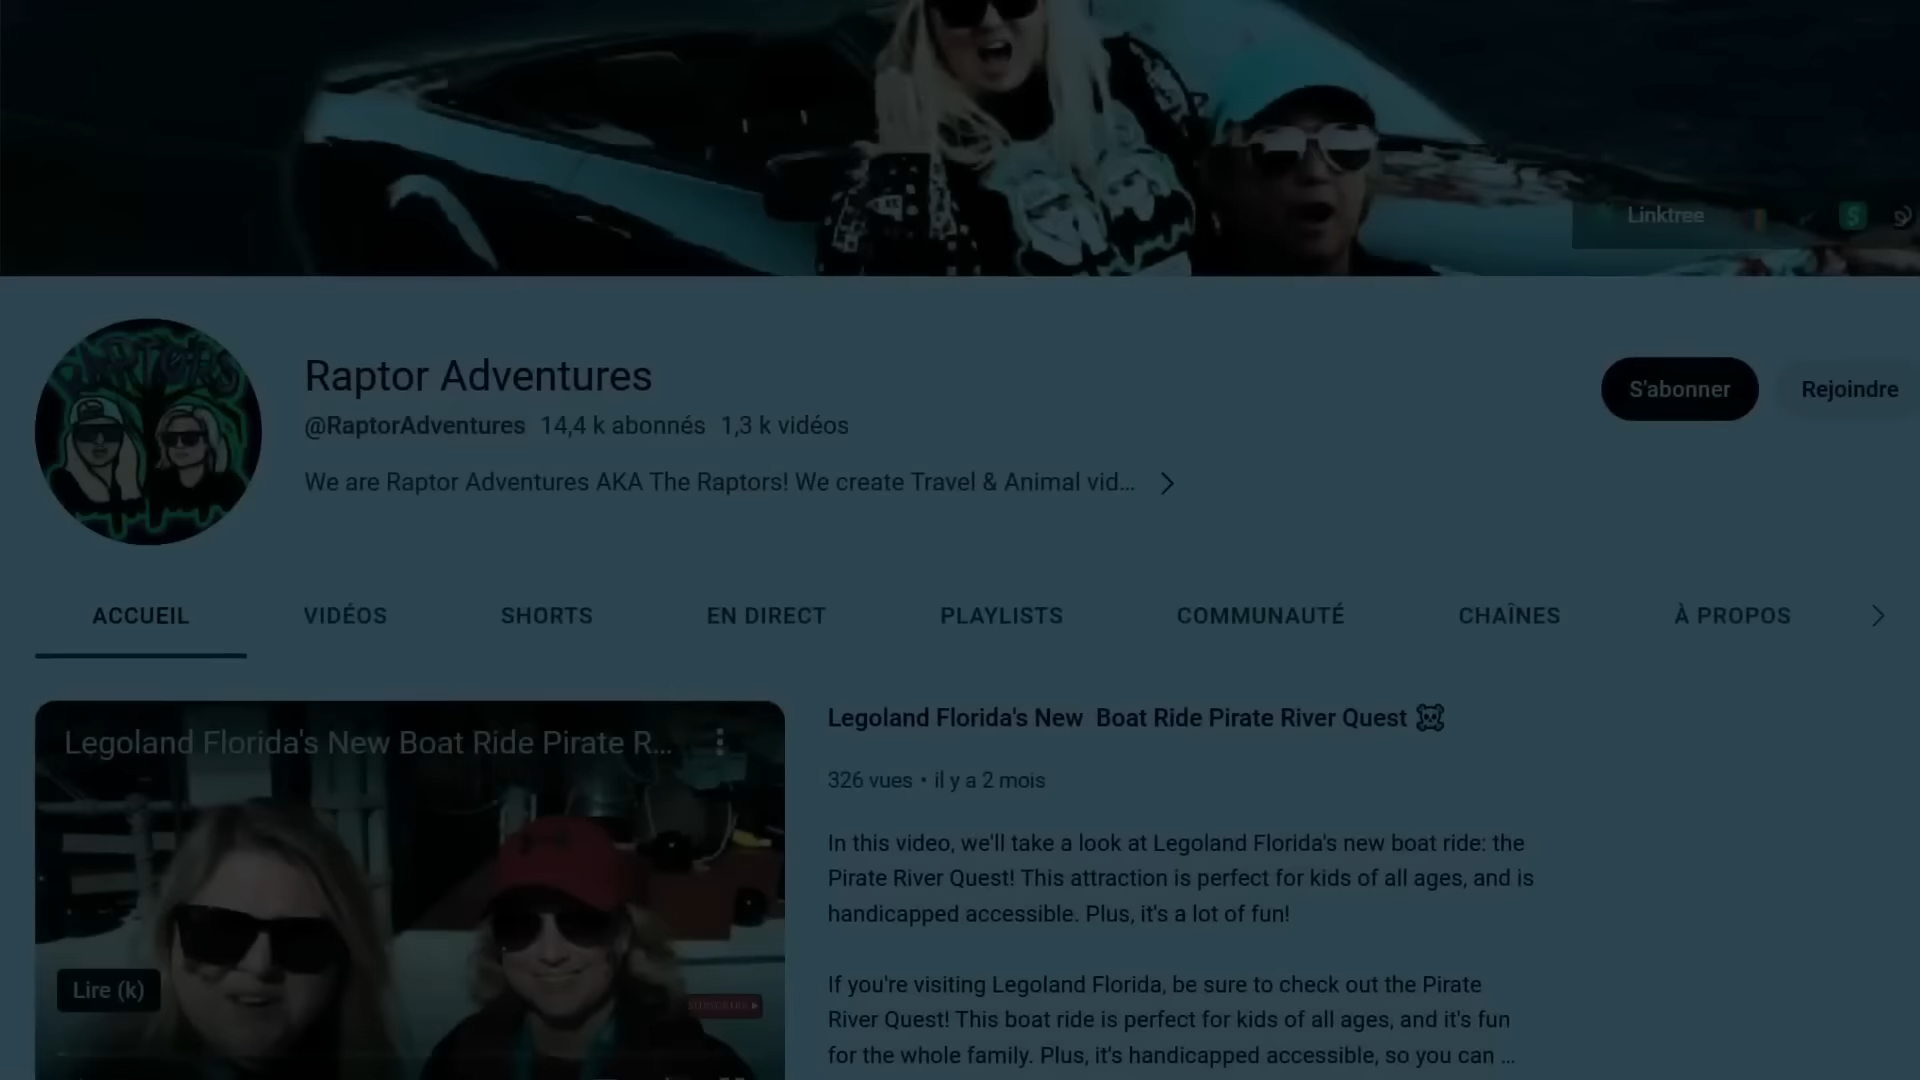 Linktree
Raptor Adventures
@RaptorAdventures 14,4 k abonnés 1,3 k vidéos
We are Raptor Adventures AKA The Raptors! We create Travel & Animal vid...
S'abonner
Rejoindre
ACCUEIL VIDÉOS SHORTS EN DIRECT PLAYLISTS COMMUNAUTÉ CHAÎNES À PROPOS
Legoland Florida's New Boat Ride Pirate R...
Lire (k)
SUBSCRIBE
Legoland Florida's New Boat Ride Pirate River Quest ☠️
326 vues • il y a 2 mois
In this video, we'll take a look at Legoland Florida's new boat ride: the
Pirate River Quest! This attraction is perfect for kids of all ages, and is
handicapped accessible. Plus, it's a lot of fun!
If you're visiting Legoland Florida, be sure to check out the Pirate
River Quest! This boat ride is perfect for kids of all ages, and it's fun
for the whole family. Plus, it's handicapped accessible, so you can ...